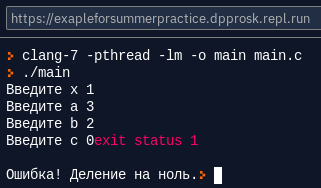 https://exapleforsummerpractice.dpprosk.repl.run
> clang-7 -pthread -lm -o main main.c
> ./main
Введите x 1
Введите a 3
Введите b 2
Введите c 0exit status 1
Ошибка! Деление на ноль.>